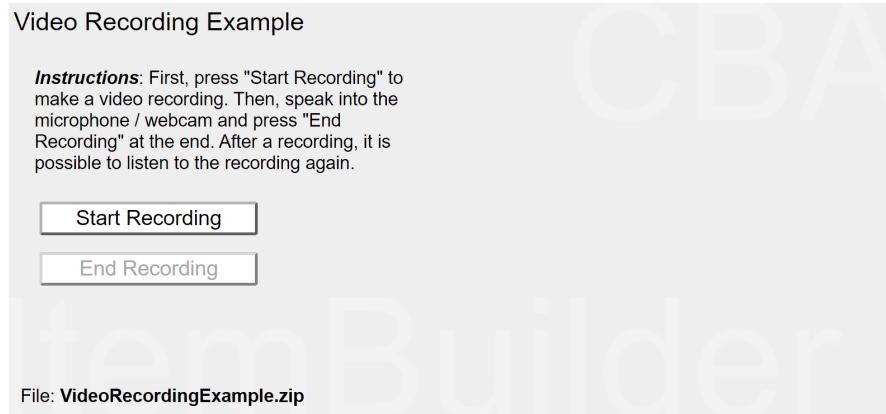 Video Recording Example
CBA
Instructions: First, press "Start Recording" to
make a video recording. Then, speak into the
microphone / webcam and press "End
Recording" at the end. After a recording, it is
possible to listen to the recording again.
Start Recording
End Recording
ItemBuilder
File: VideoRecordingExample.zip